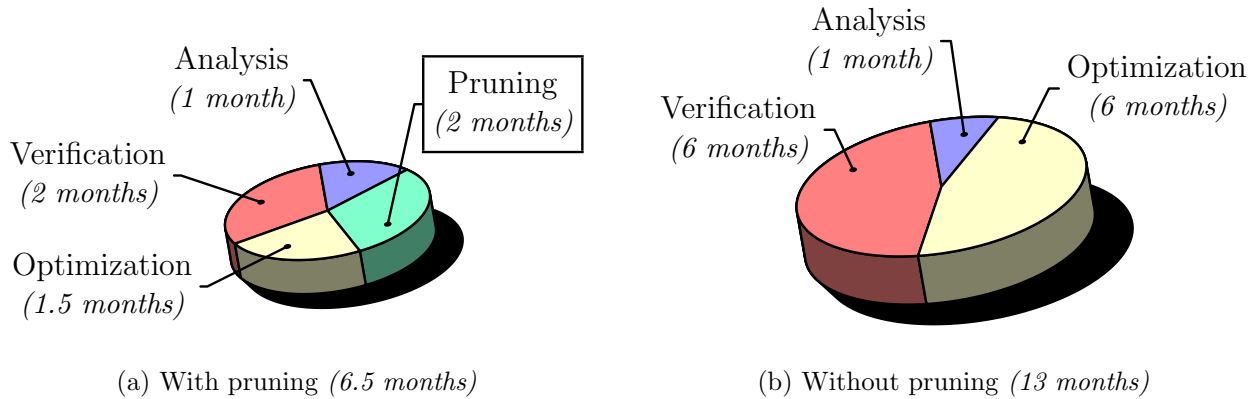 Analysis
(1 month)
Pruning
(2 months)
Verification
(2 months)
Optimization
(1.5 months)
(a) With pruning (6.5 months)
Analysis
(1 month)
Optimization
(6 months)
Verification
(6 months)
(b) Without pruning (13 months)